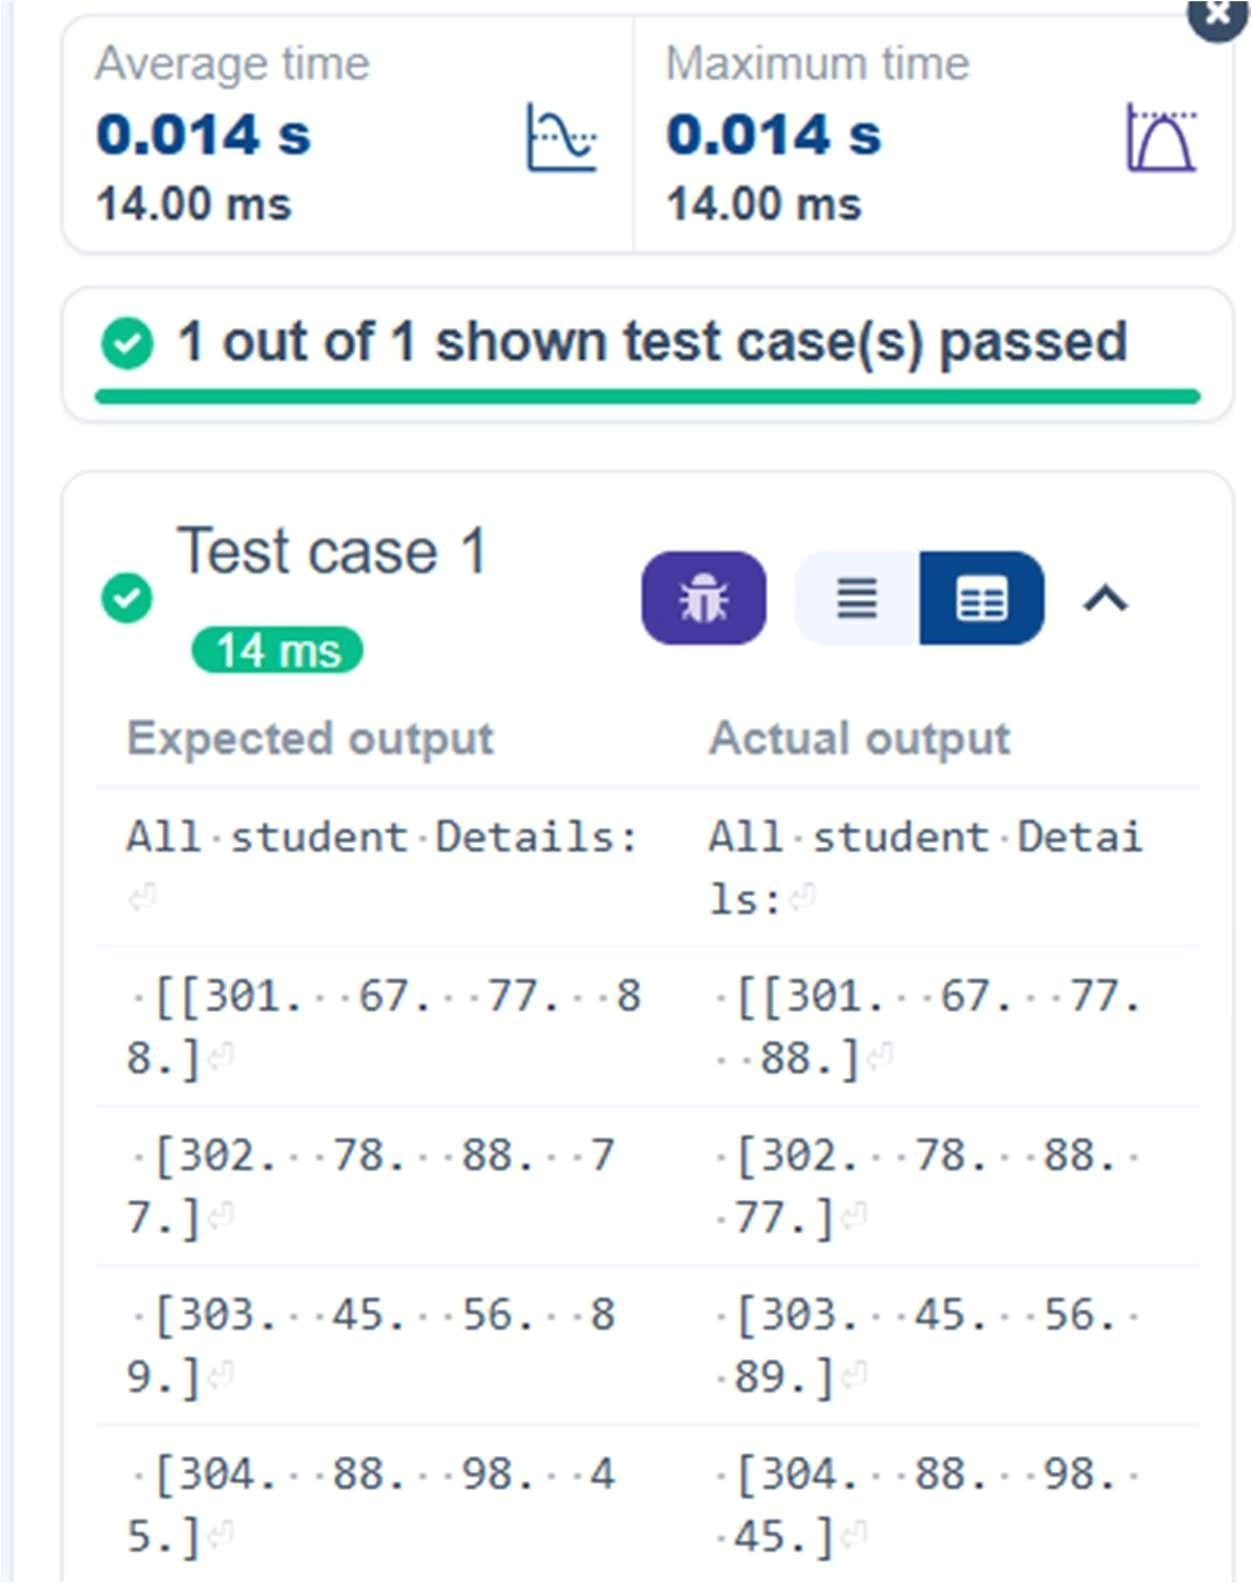 Average time
Maximum time
0.014 s
0.014 s
14.00 ms
14.00 ms
1 out of 1 shown test case(s) passed
Test case 1
14 ms
Expected output
Actual output
All·student·Details:
⏎
All·student·Detai
ls:⏎
·[[301.···67.···77.···8
8.]⏎
·[[301.···67.···77.
··88.]⏎
·[302.···78.···88.···7
7.]⏎
·[302.···78.···88.·
·77.]⏎
·[303.···45.···56.···8
9.]⏎
·[303.···45.···56.·
·89.]⏎
·[304.···88.···98.···4
5.]⏎
·[304.···88.···98.·
·45.]⏎